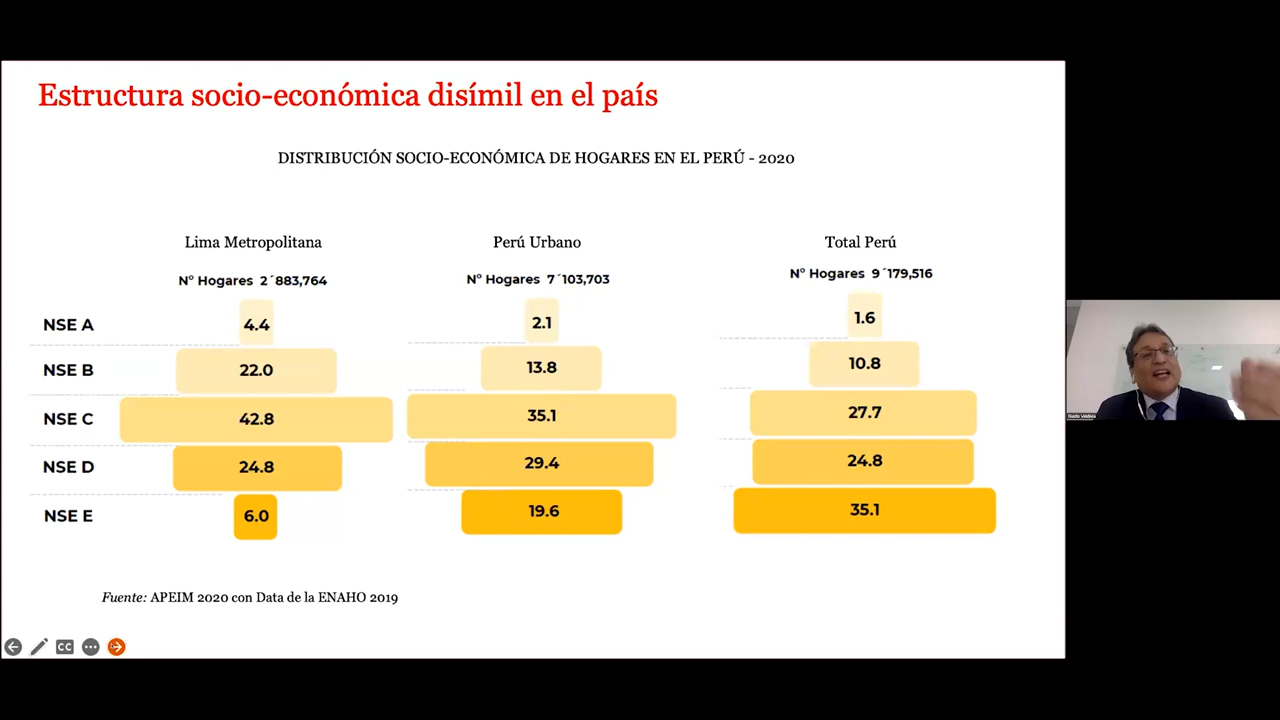 Estructura socio-económica disímil en el país
DISTRIBUCIÓN SOCIO-ECONÓMICA DE HOGARES EN EL PERÚ - 2020
Lima Metropolitana Perú Urbano Total Perú
N° Hogares 2´883,764 N° Hogares 7´103,703 N° Hogares 9´179,516
NSE A 4.4 2.1 1.6
NSE B 22.0 13.8 10.8
NSE C 42.8 35.1 27.7
NSE D 24.8 29.4 24.8
NSE E 6.0 19.6 35.1
Fuente: APEIM 2020 con Data de la ENAHO 2019
CC